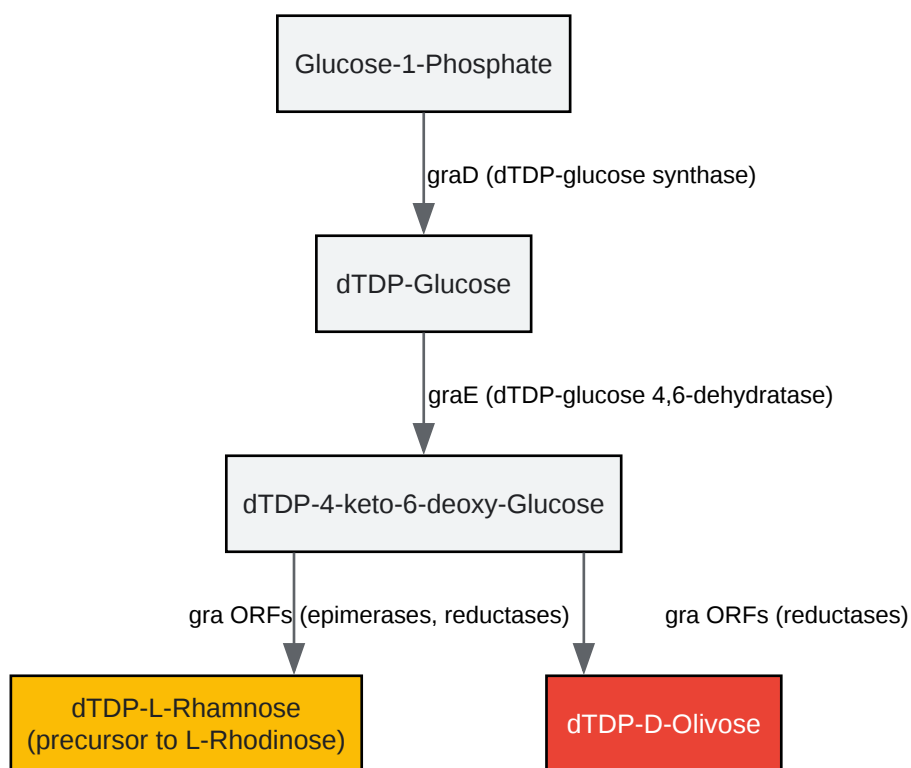 Glucose-1-Phosphate
graD (dTDP-glucose synthase)
dTDP-Glucose
graE (dTDP-glucose 4,6-dehydratase)
dTDP-4-keto-6-deoxy-Glucose
gra ORFs (epimerases, reductases)
gra ORFs (reductases)
dTDP-L-Rhamnose
(precursor to L-Rhodinose)
dTDP-D-Olivose